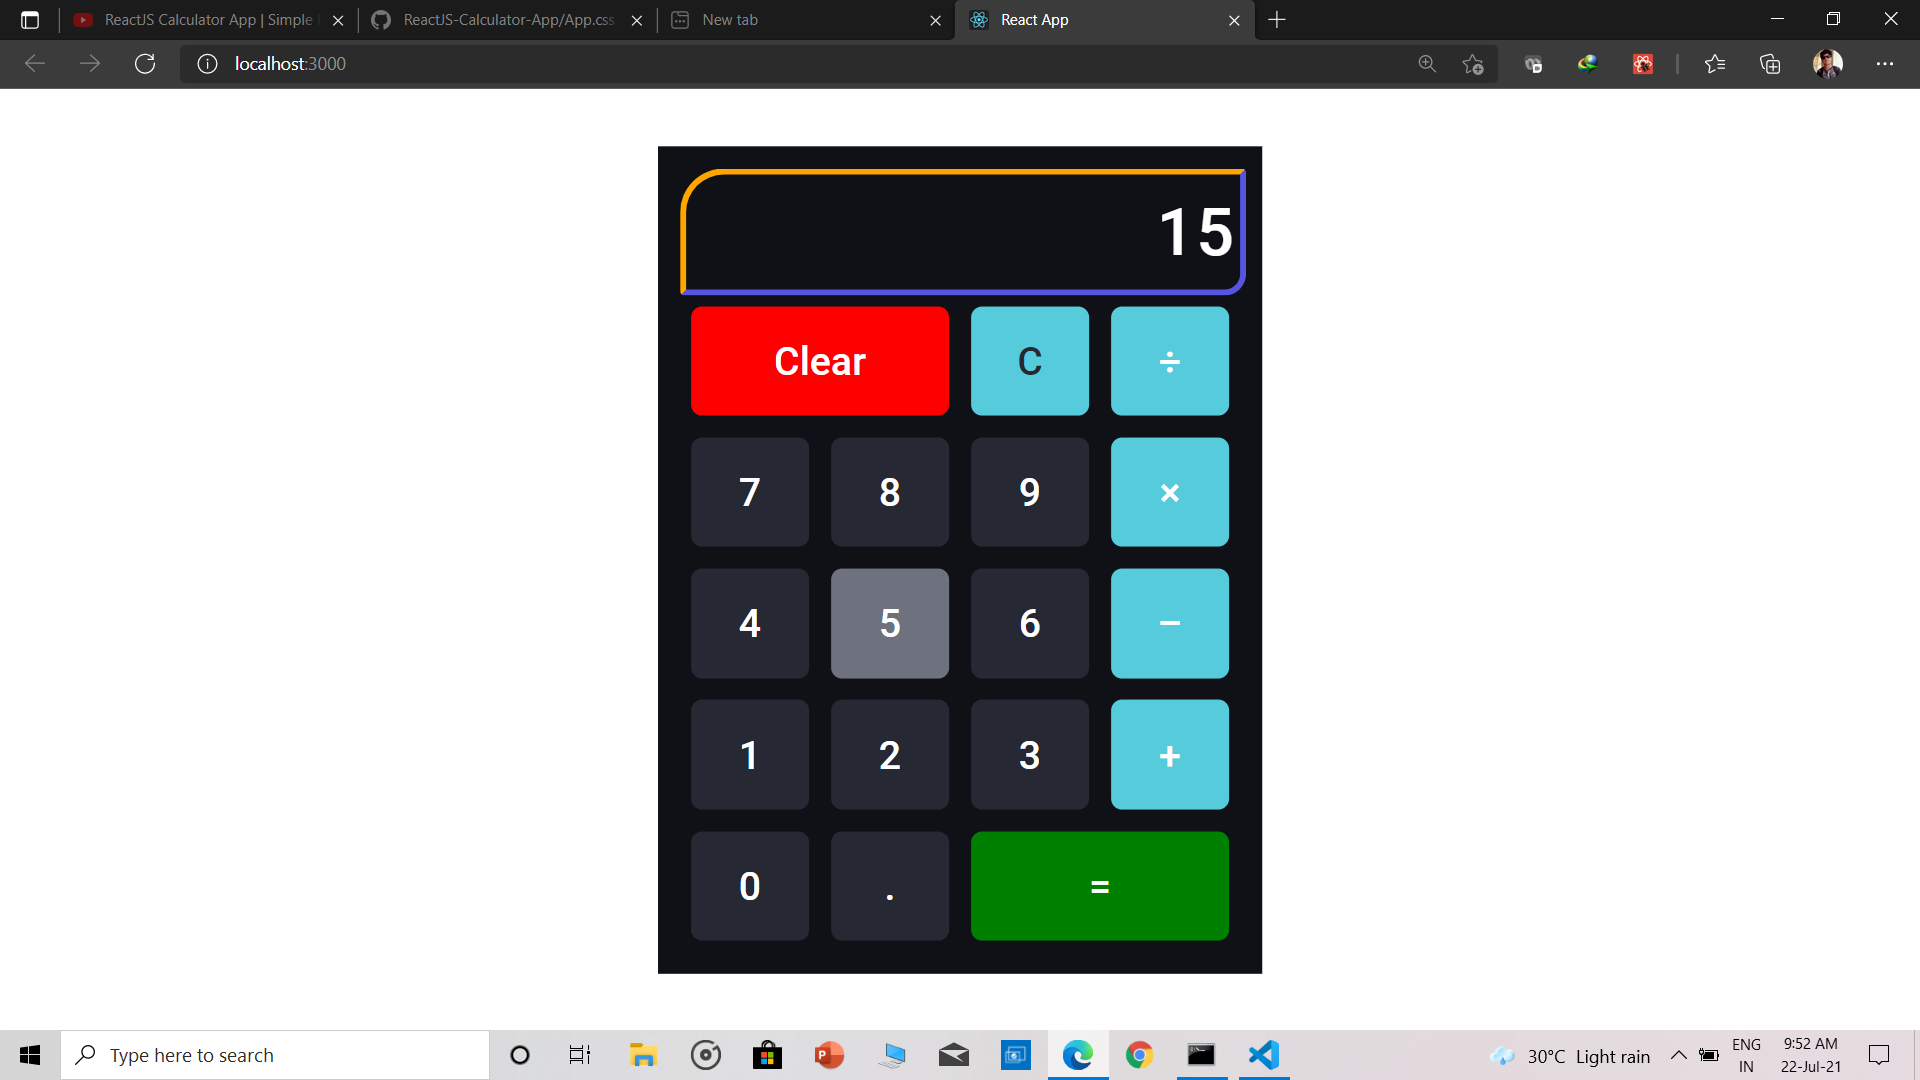 ReactJS Calculator App | Simple
ReactJS-Calculator-App/App.css
New tab
React App
localhost:3000
15
Clear C ÷
7 8 9 ×
4 5 6 −
1 2 3 +
0 . =
Type here to search
30°C Light rain
ENG
IN
9:52 AM
22-Jul-21